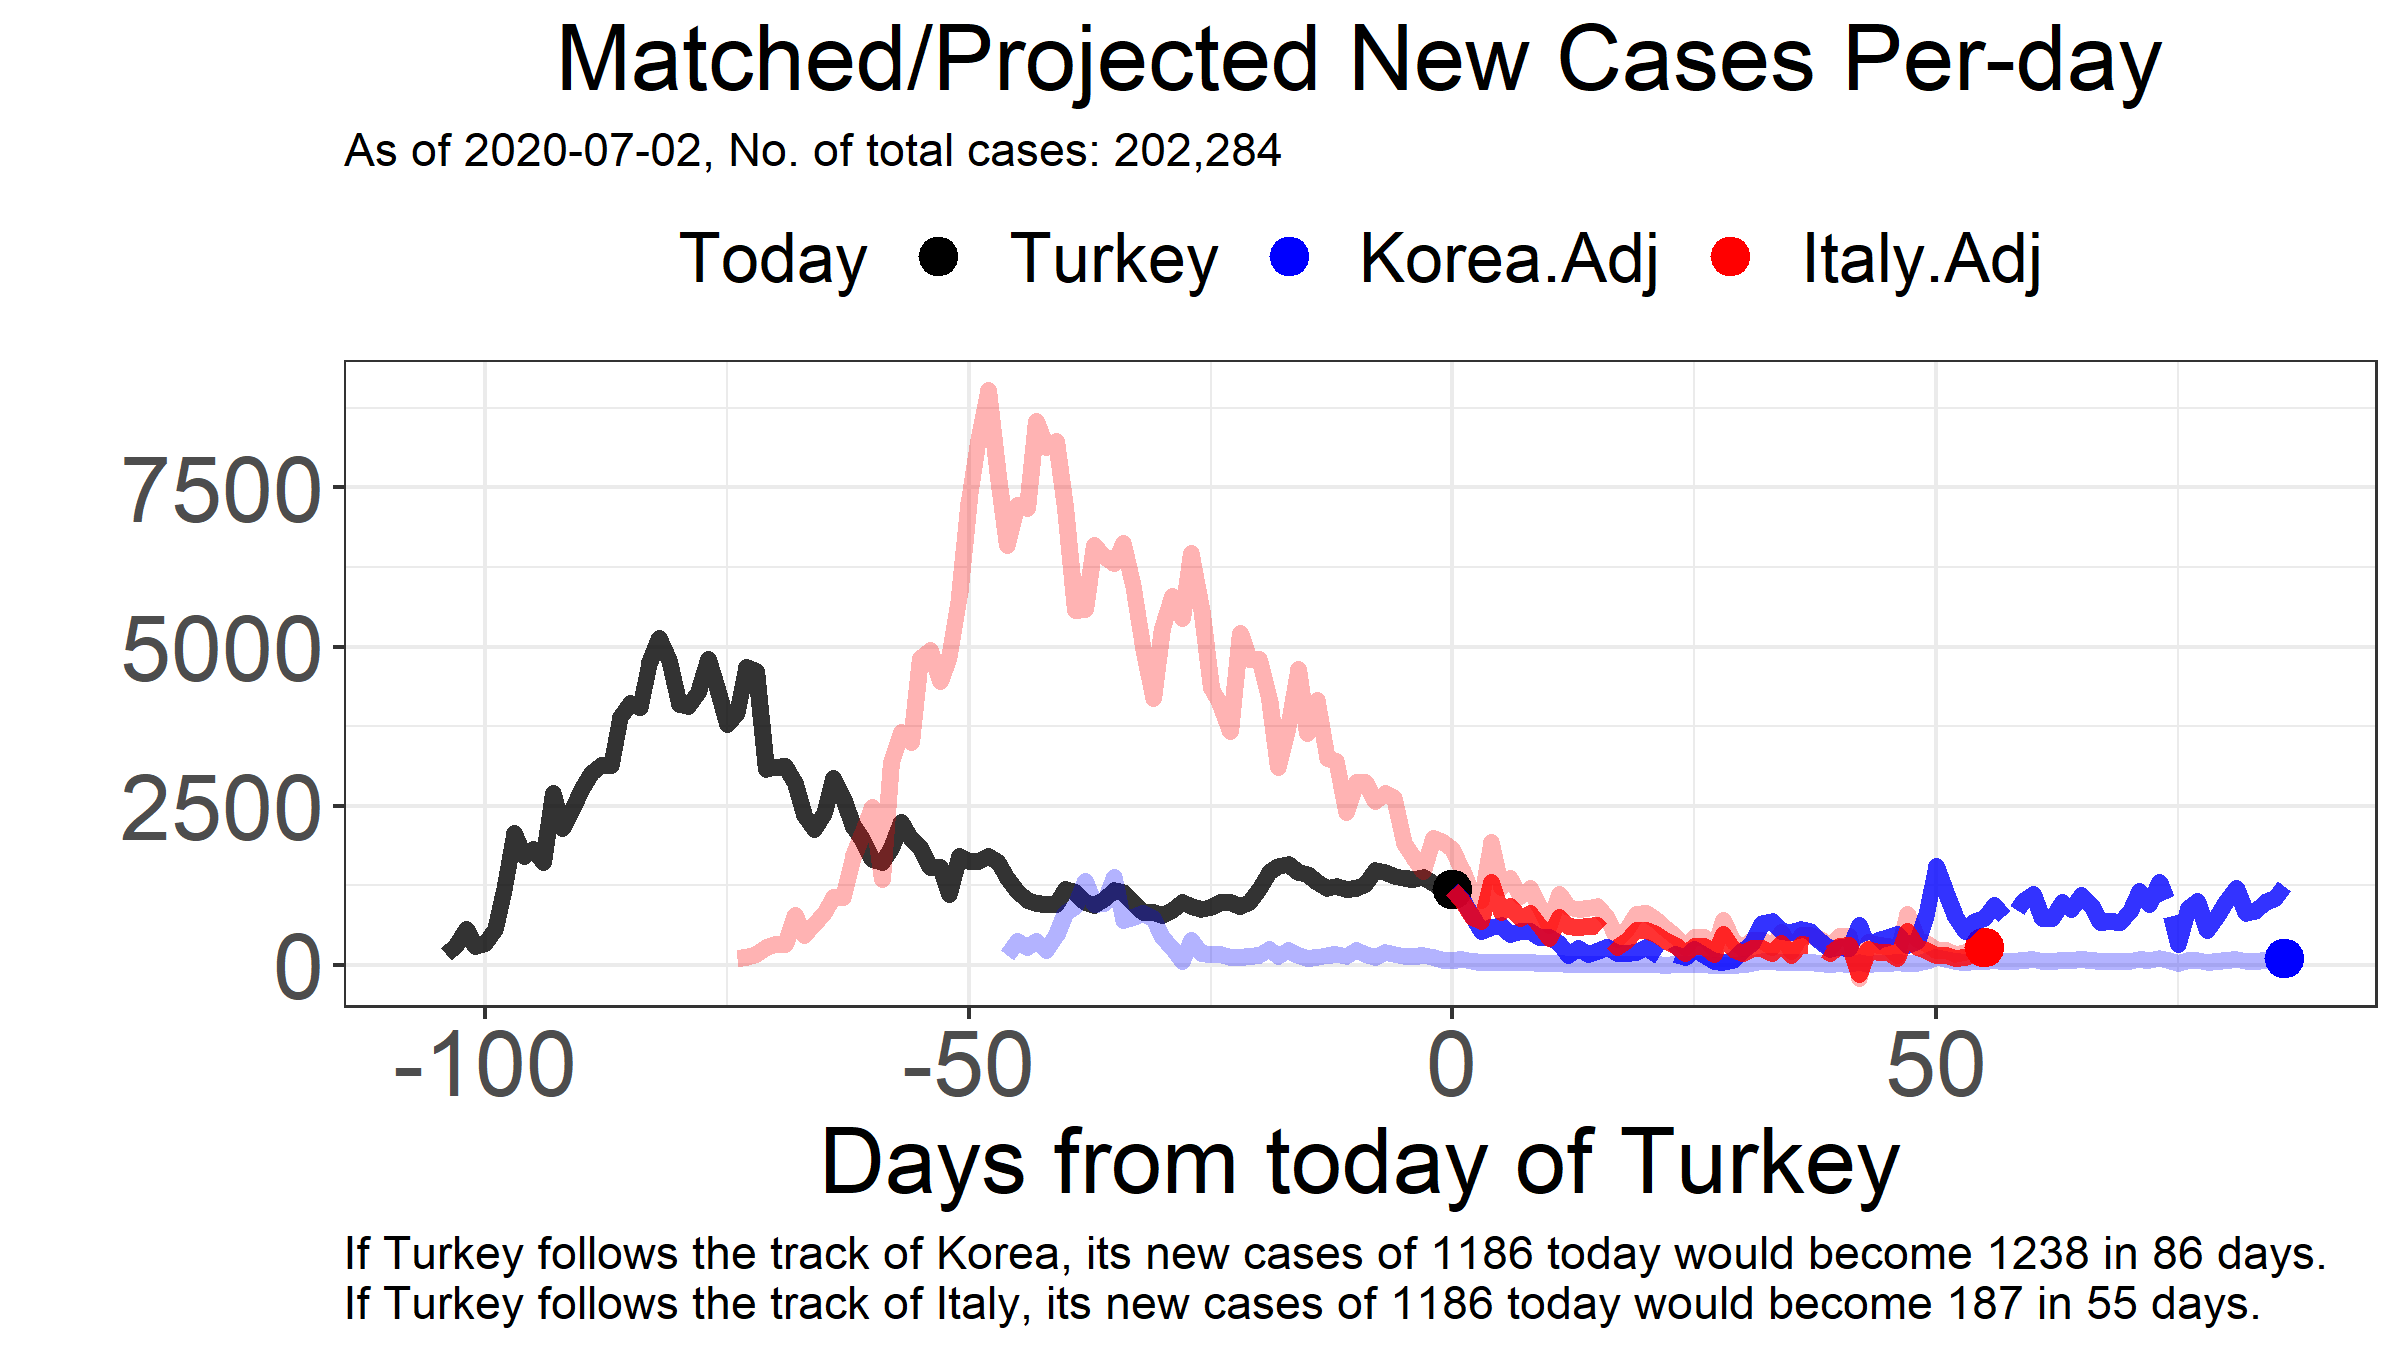 Matched/Projected New Cases Per-day
As of 2020-07-02, No. of total cases: 202,284
Today Turkey Korea.Adj Italy.Adj
7500
5000
2500
0
-100 -50 0 50
Days from today of Turkey
If Turkey follows the track of Korea, its new cases of 1186 today would become 1238 in 86 days.
If Turkey follows the track of Italy, its new cases of 1186 today would become 187 in 55 days.